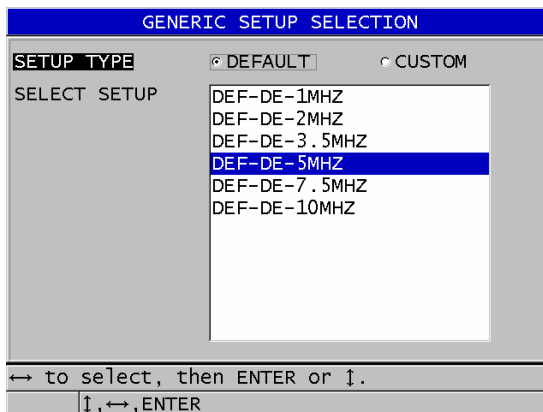 GENERIC SETUP SELECTION
SETUP TYPE DEFAULT CUSTOM
SELECT SETUP DEF-DE-1MHZ
DEF-DE-2MHZ
DEF-DE-3.5MHZ
DEF-DE-5MHZ
DEF-DE-7.5MHZ
DEF-DE-10MHZ
↔ to select, then ENTER or ↕.
↕,↔,ENTER